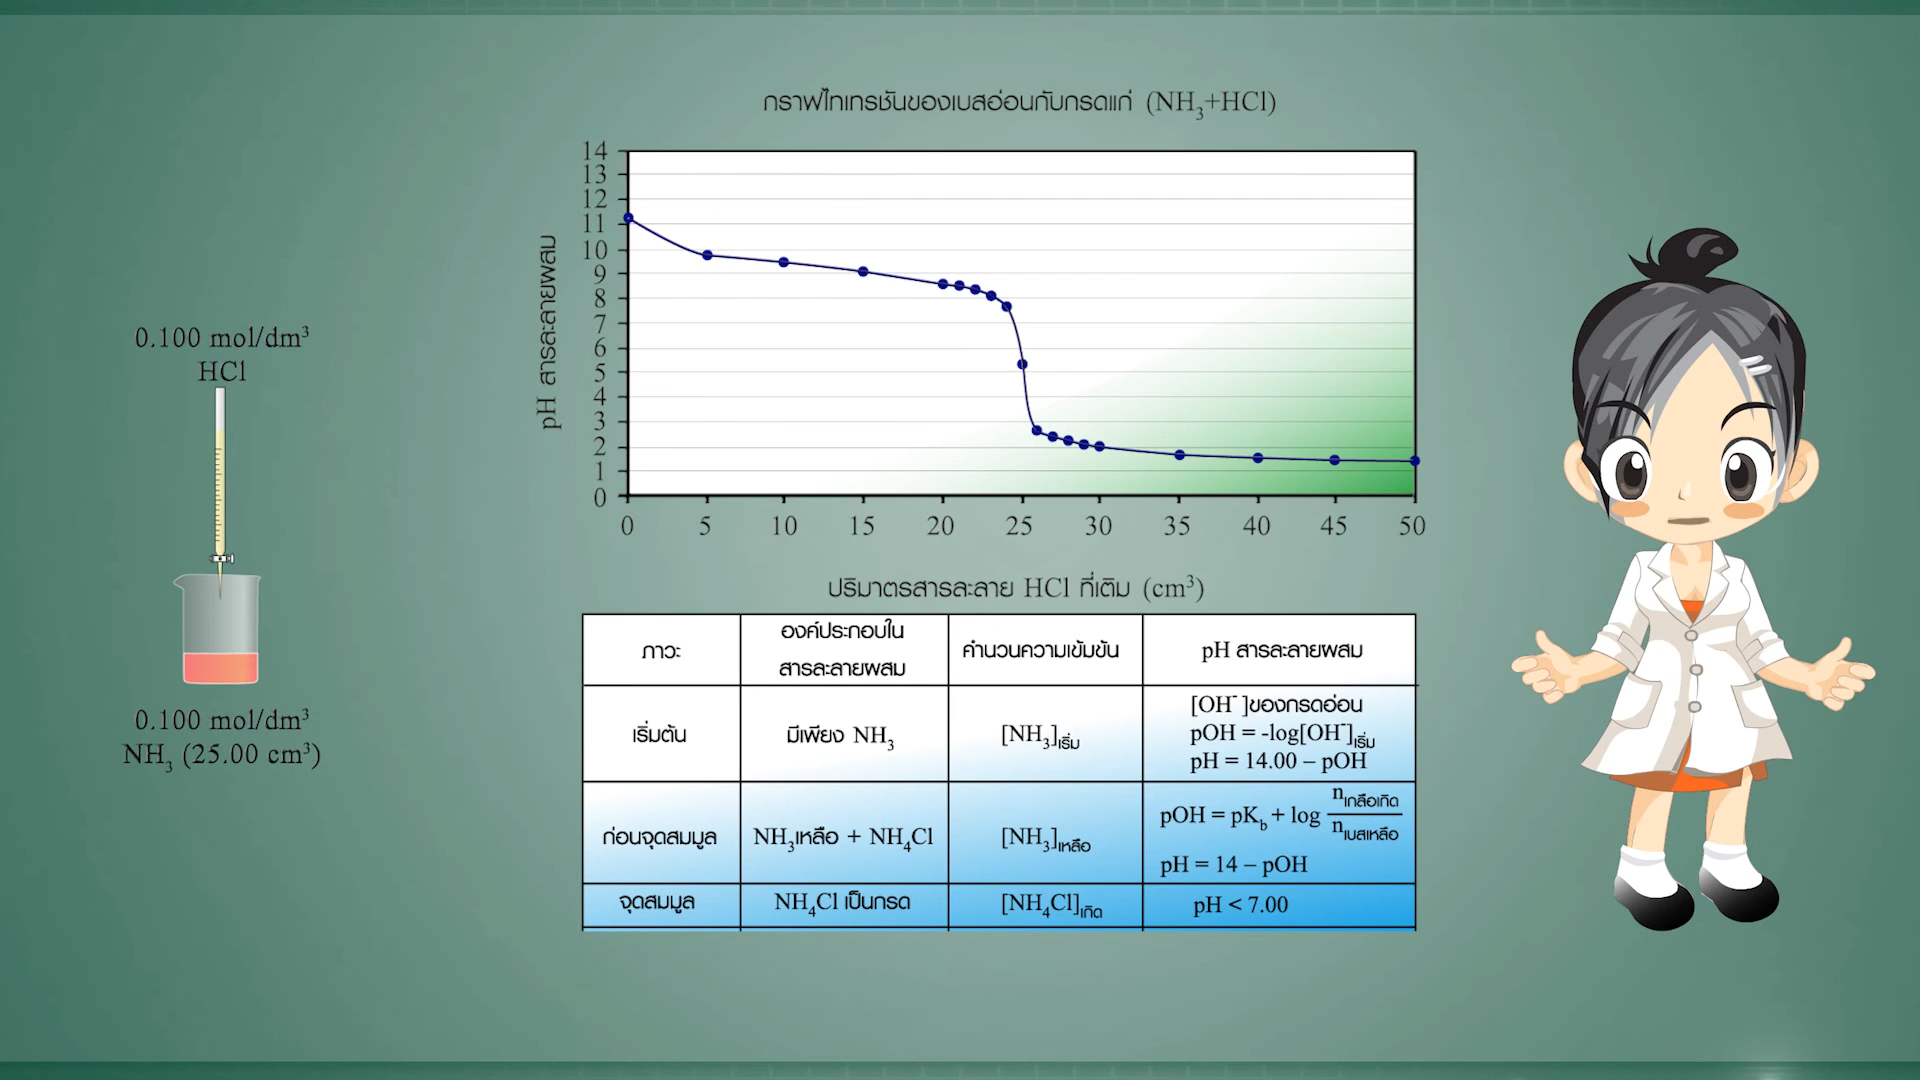 กราฟไทเทรชันของเบสอ่อนกับกรดแก่ (NH₃+HCl)
14
13
12
11
10
9
8
7
6
5
4
3
2
1
0
pH สารละลายผสม
0 5 10 15 20 25 30 35 40 45 50
ปริมาตรสารละลาย HCl ที่เติม (cm³)
0.100 mol/dm³
HCl
0.100 mol/dm³
NH₃ (25.00 cm³)
ภาวะ
องค์ประกอบใน
สารละลายผสม
คำนวนความเข้มข้น
pH สารละลายผสม
เริ่มต้น
มีเพียง NH₃
[NH₃]เริ่ม
[OH⁻]ของกรดอ่อน
pOH = -log[OH⁻]เริ่ม
pH = 14.00 – pOH
ก่อนจุดสมมูล
NH₃เหลือ + NH₄Cl
[NH₃]เหลือ
pOH = pK_b + log nเกลือเกิด
nเบสเหลือ
pH = 14 – pOH
จุดสมมูล
NH₄Cl เป็นกรด
[NH₄Cl]เกิด
pH < 7.00